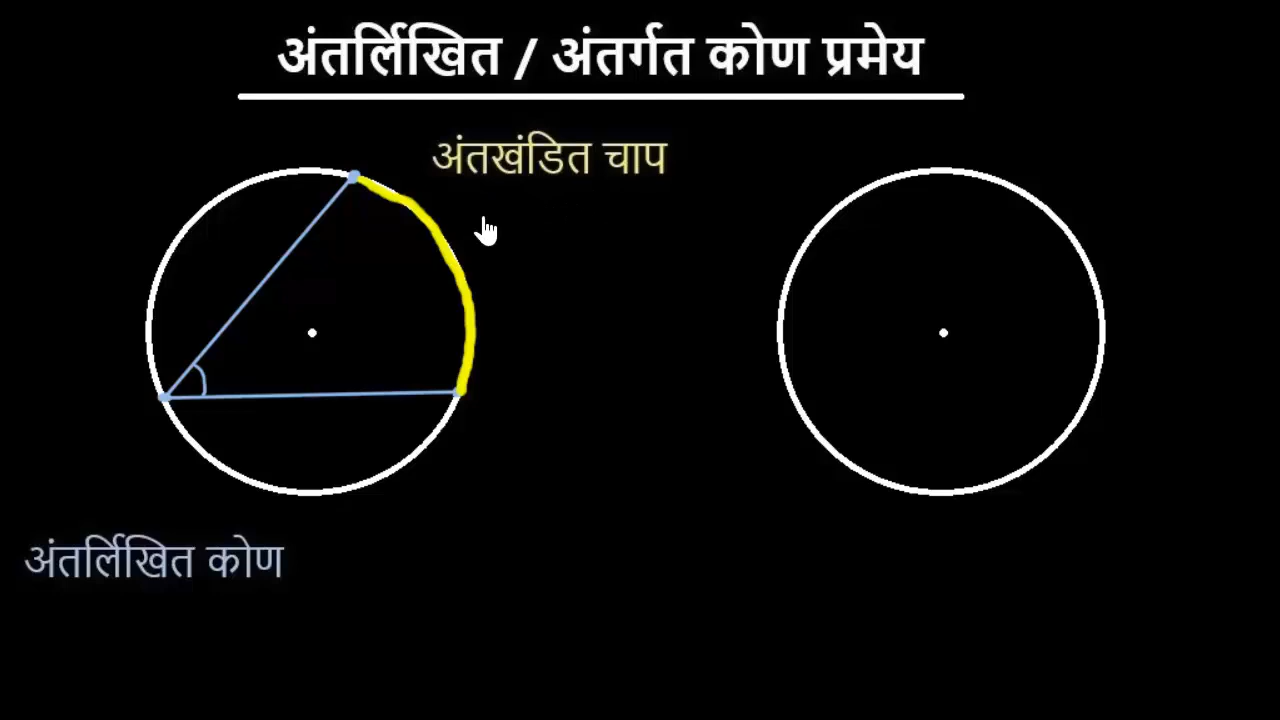 अंतर्लिखित / अंतर्गत कोण प्रमेय
अंतखंडित चाप
अंतर्लिखित कोण